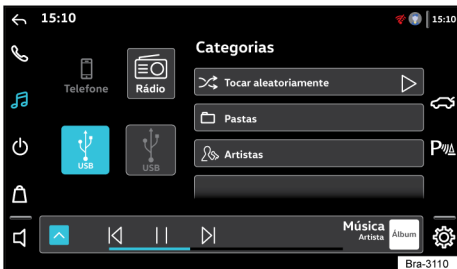 15:10
15:10
Categorias
Telefone
Rádio
Tocar aleatoriamente
Pastas
USB
USB
Artistas
P
Música
Artista
Álbum
Bra-3110